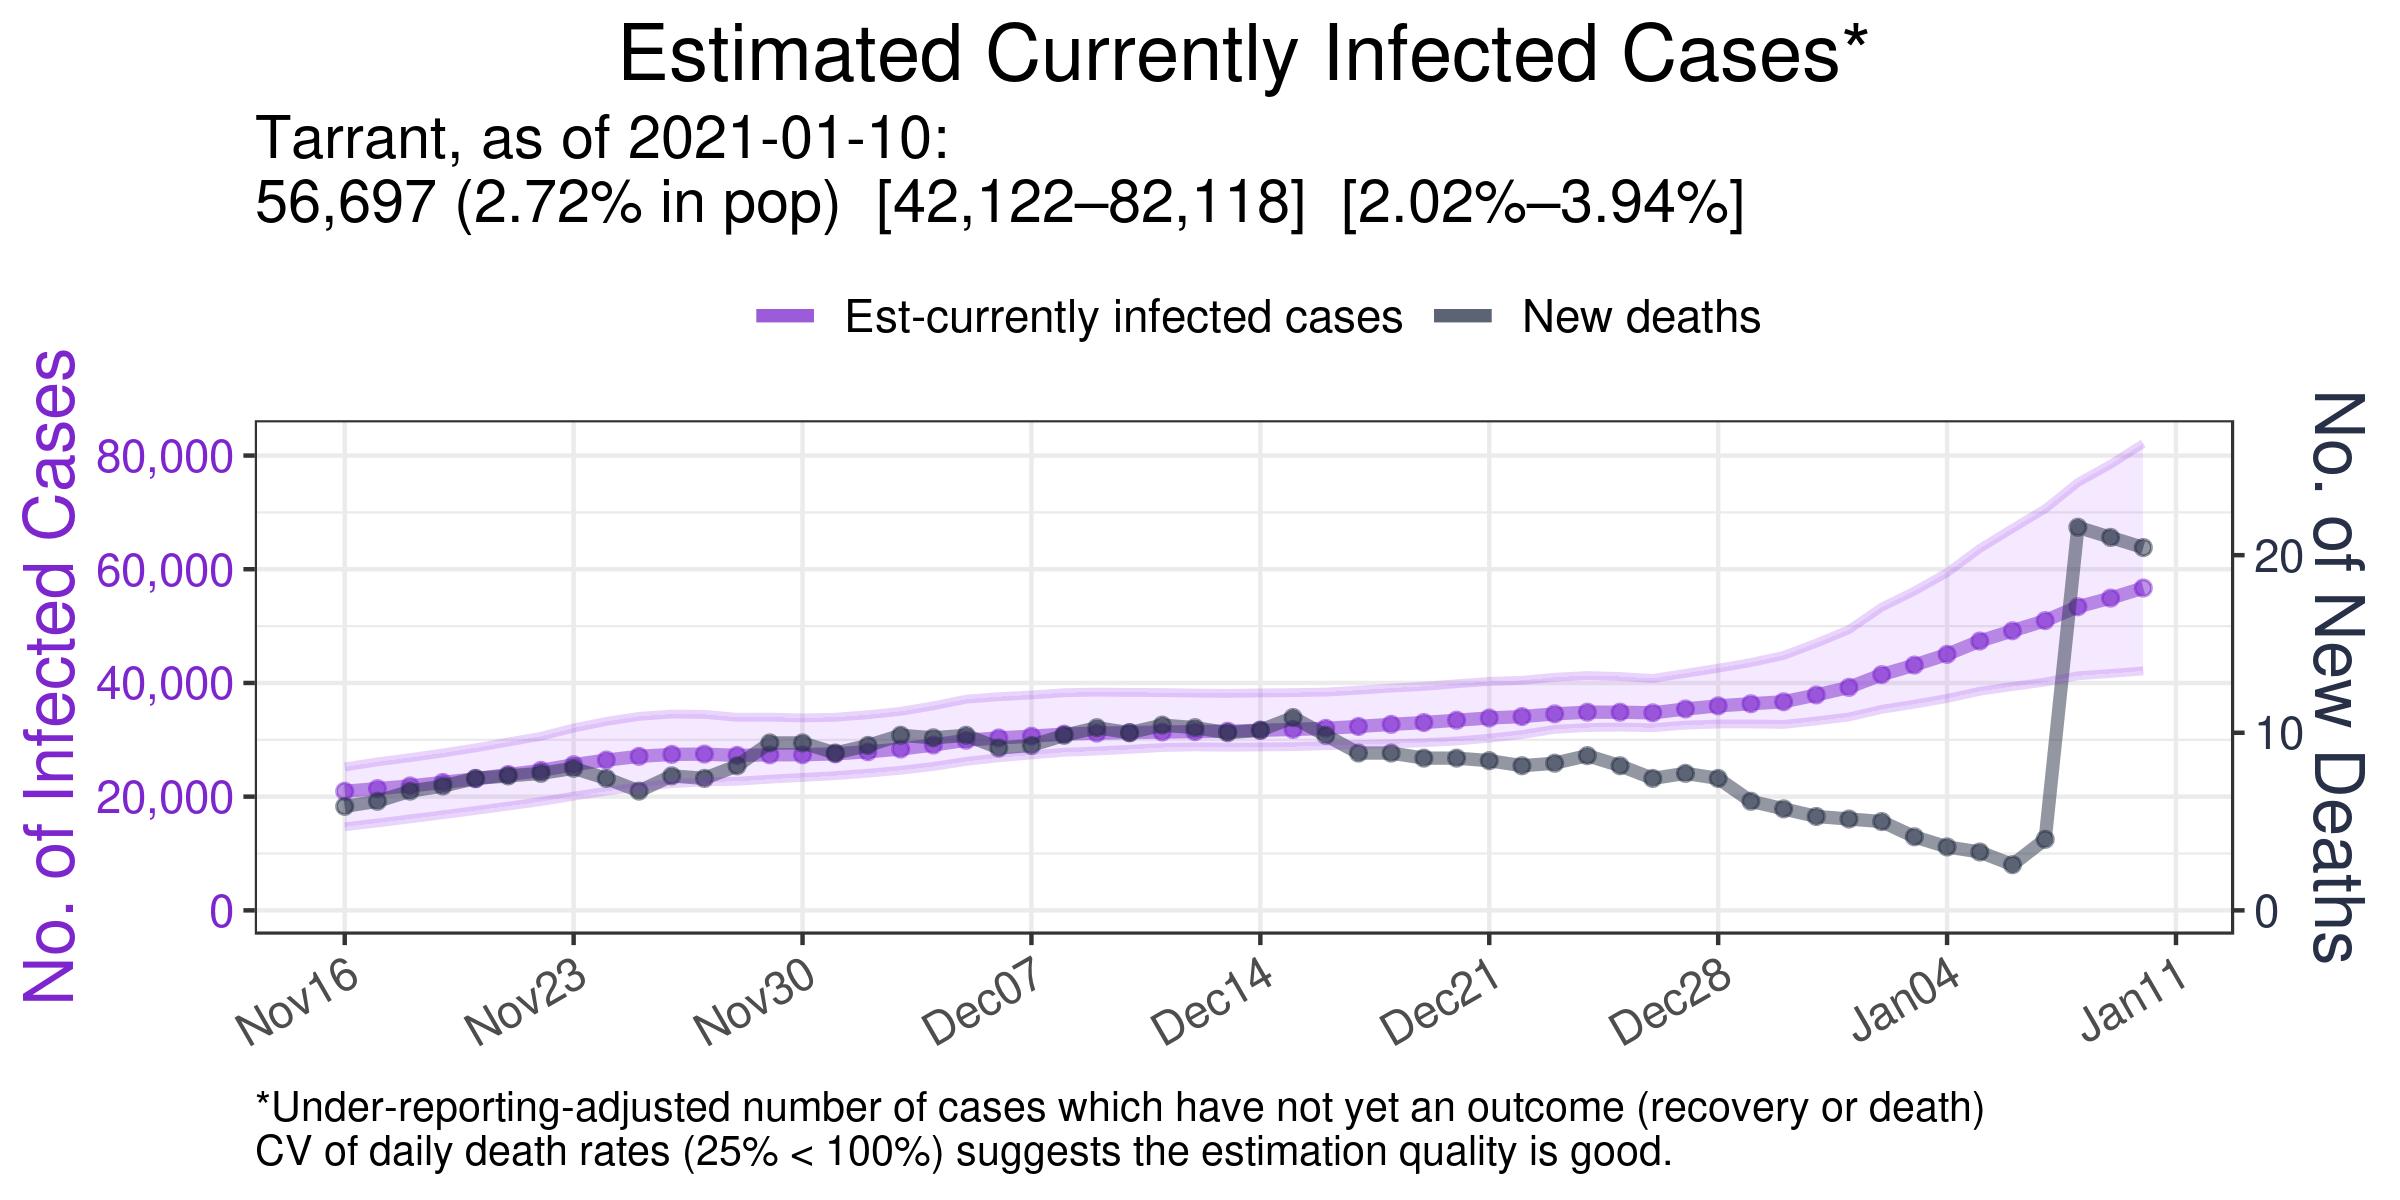 Estimated Currently Infected Cases*
Tarrant, as of 2021-01-10:
56,697 (2.72% in pop)  [42,122–82,118]  [2.02%–3.94%]
Est-currently infected cases
New deaths
No. of Infected Cases
80,000
60,000
40,000
20,000
0
20
10
0
No. of New Deaths
Nov16
Nov23
Nov30
Dec07
Dec14
Dec21
Dec28
Jan04
Jan11
*Under-reporting-adjusted number of cases which have not yet an outcome (recovery or death)
CV of daily death rates (25% < 100%) suggests the estimation quality is good.